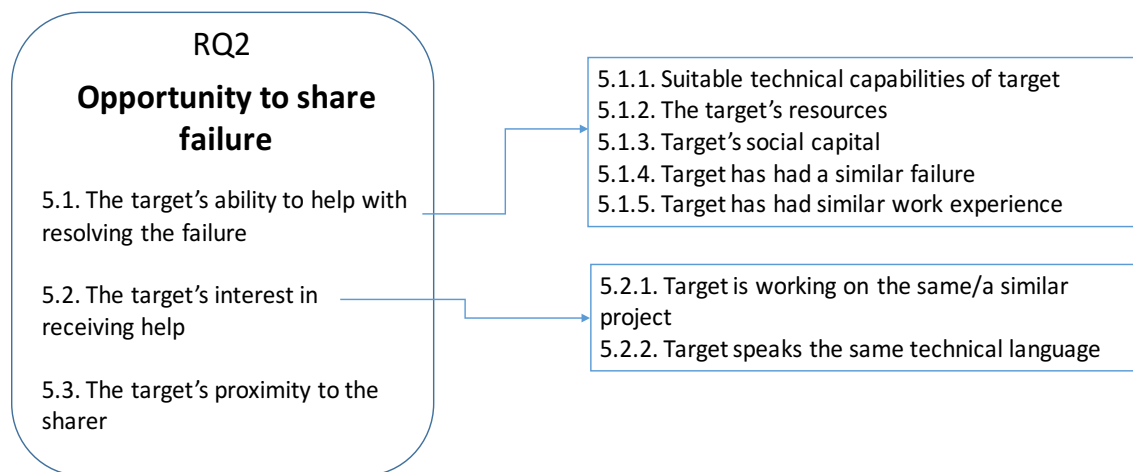 RQ2
Opportunity to share
failure
5.1. The target’s ability to help with
resolving the failure
5.2. The target’s interest in
receiving help
5.3. The target’s proximity to the
sharer
5.1.1. Suitable technical capabilities of target
5.1.2. The target’s resources
5.1.3. Target’s social capital
5.1.4. Target has had a similar failure
5.1.5. Target has had similar work experience
5.2.1. Target is working on the same/a similar
project
5.2.2. Target speaks the same technical language